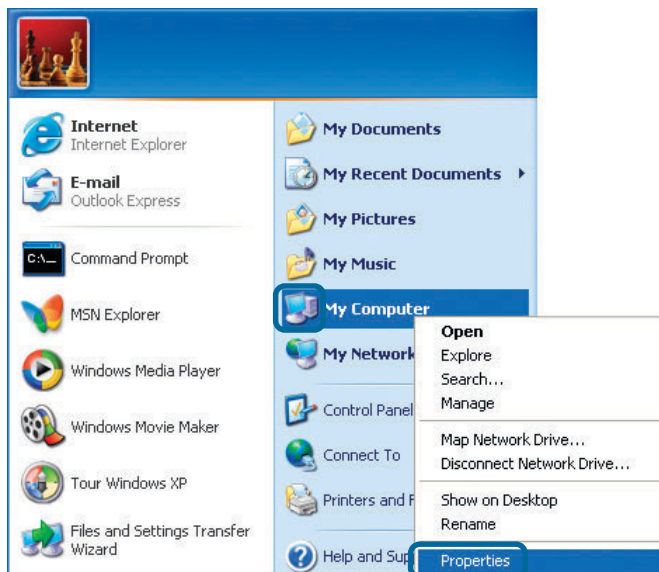 Internet
Internet Explorer
E-mail
Outlook Express
C:\_
Command Prompt
MSN Explorer
Windows Media Player
Windows Movie Maker
Tour Windows XP
Files and Settings Transfer
Wizard
My Documents
My Recent Documents
My Pictures
My Music
My Computer
My Network
Control Panel
Connect To
Printers and F
Help and Sup
Open
Explore
Search...
Manage
Map Network Drive...
Disconnect Network Drive...
Show on Desktop
Rename
Properties